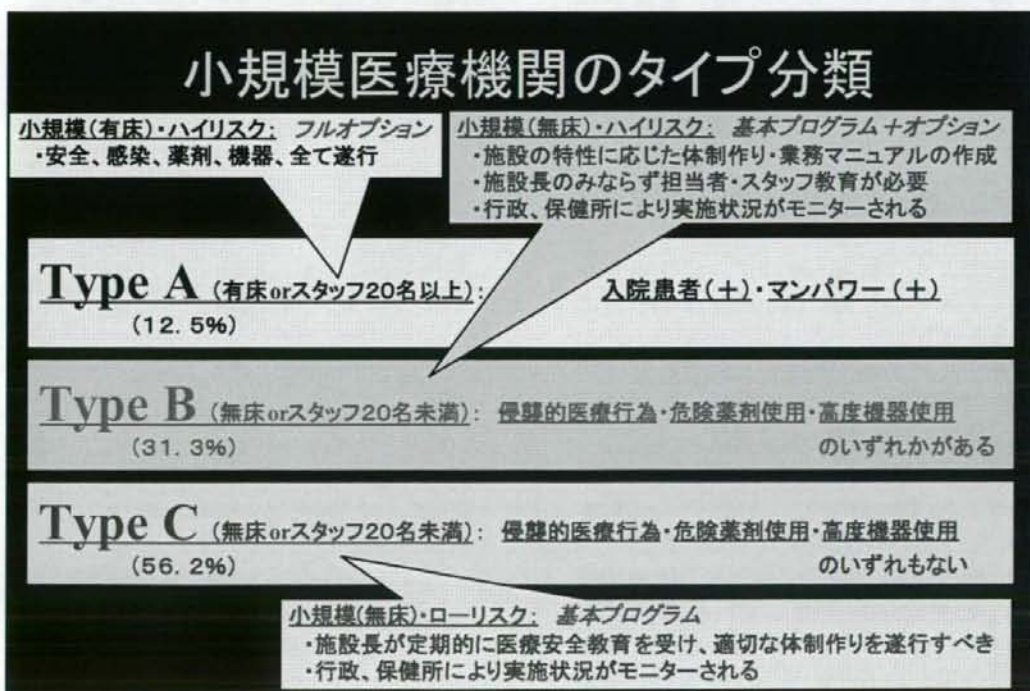 小規模医療機関のタイプ分類
小規模(有床)・ハイリスク: フルオプション
・安全、感染、薬剤、機器、全て遂行
小規模(無床)・ハイリスク: 基本プログラム+オプション
・施設の特性に応じた体制作り・業務マニュアルの作成
・施設長のみならず担当者・スタッフ教育が必要
・行政、保健所により実施状況がモニターされる
Type A (有床orスタッフ20名以上): 入院患者(+)・マンパワー(+)
(12. 5%)
Type B (無床orスタッフ20名未満): 侵襲的医療行為・危険薬剤使用・高度機器使用
(31. 3%) のいずれかがある
Type C (無床orスタッフ20名未満): 侵襲的医療行為・危険薬剤使用・高度機器使用
(56. 2%) のいずれもない
小規模(無床)・ローリスク: 基本プログラム
・施設長が定期的に医療安全教育を受け、適切な体制作りを遂行すべき
・行政、保健所により実施状況がモニターされる